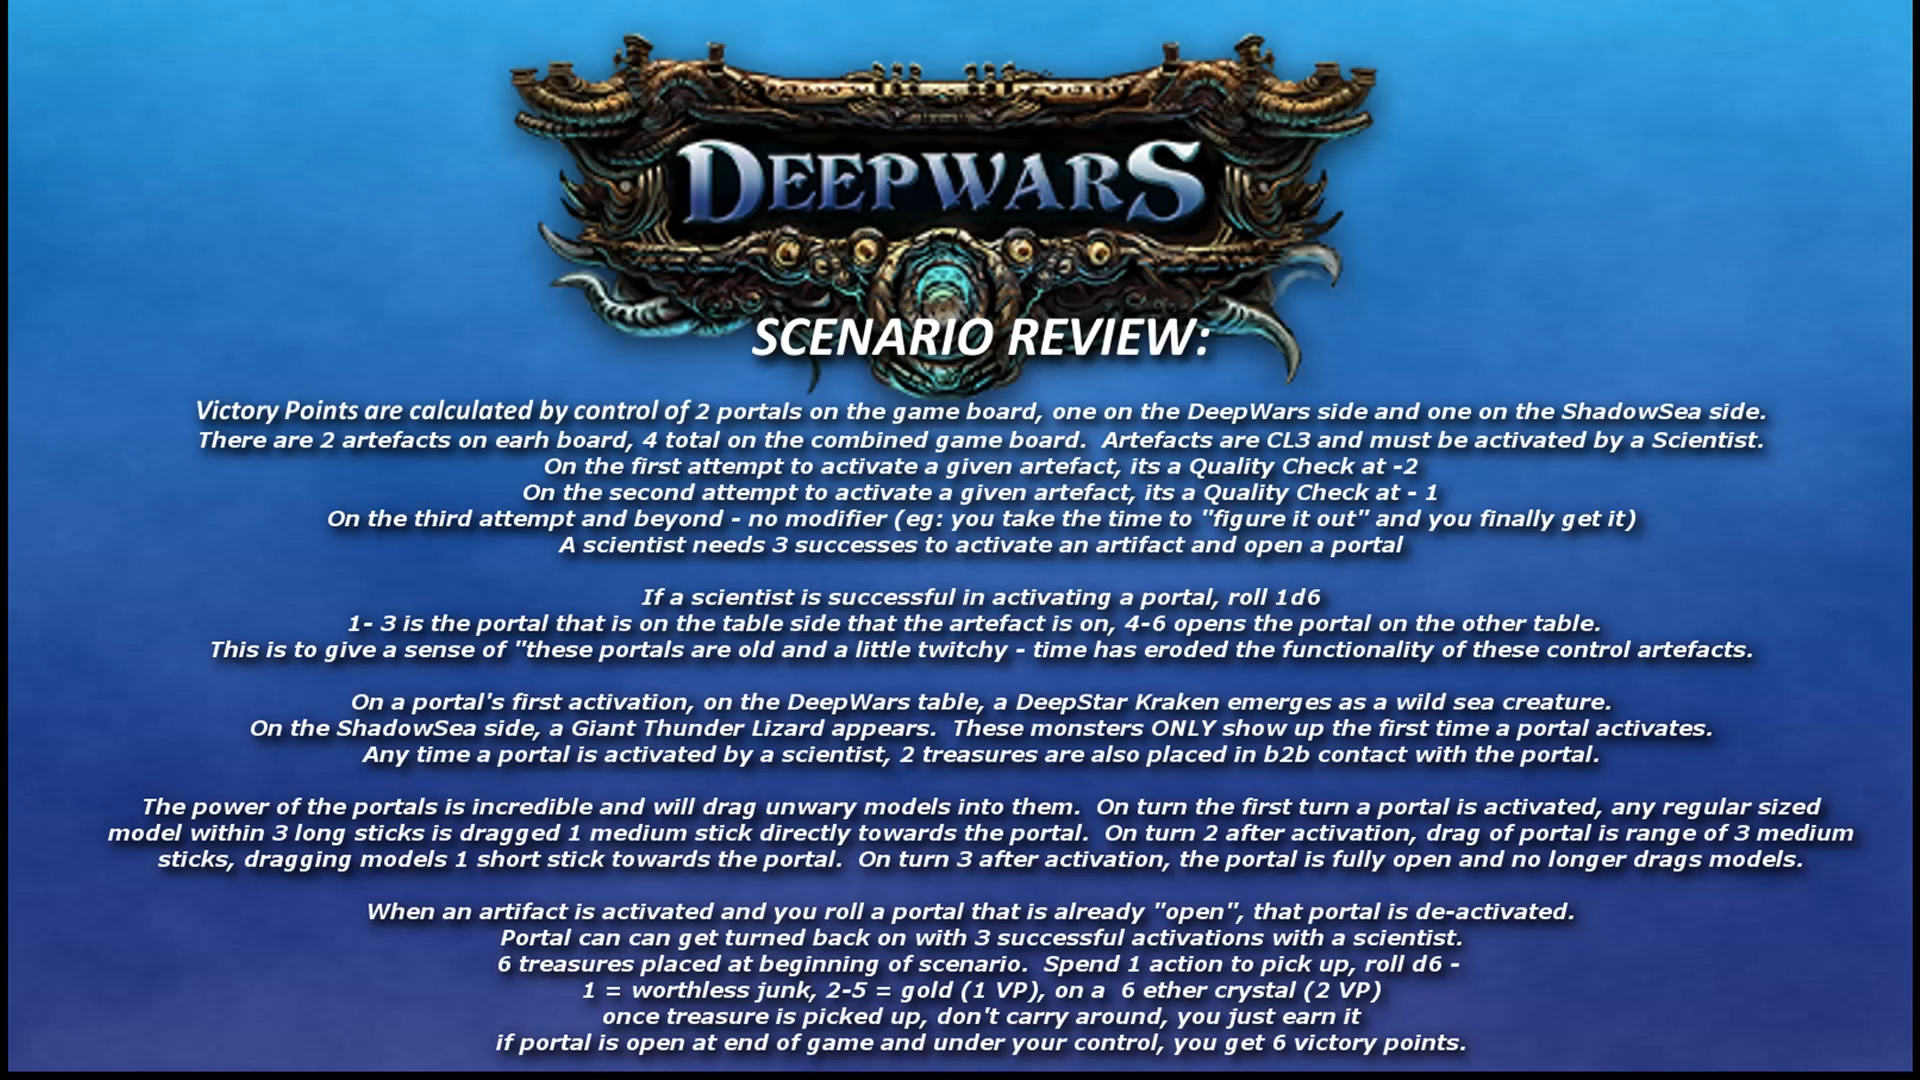 DEEPWARS
SCENARIO REVIEW:
Victory Points are calculated by control of 2 portals on the game board, one on the DeepWars side and one on the ShadowSea side.
There are 2 artefacts on earh board, 4 total on the combined game board.  Artefacts are CL3 and must be activated by a Scientist.
On the first attempt to activate a given artefact, its a Quality Check at -2
On the second attempt to activate a given artefact, its a Quality Check at - 1
On the third attempt and beyond - no modifier (eg: you take the time to "figure it out" and you finally get it)
A scientist needs 3 successes to activate an artifact and open a portal
If a scientist is successful in activating a portal, roll 1d6
1- 3 is the portal that is on the table side that the artefact is on, 4-6 opens the portal on the other table.
This is to give a sense of "these portals are old and a little twitchy - time has eroded the functionality of these control artefacts.
On a portal's first activation, on the DeepWars table, a DeepStar Kraken emerges as a wild sea creature.
On the ShadowSea side, a Giant Thunder Lizard appears.  These monsters ONLY show up the first time a portal activates.
Any time a portal is activated by a scientist, 2 treasures are also placed in b2b contact with the portal.
The power of the portals is incredible and will drag unwary models into them.  On turn the first turn a portal is activated, any regular sized
model within 3 long sticks is dragged 1 medium stick directly towards the portal.  On turn 2 after activation, drag of portal is range of 3 medium
sticks, dragging models 1 short stick towards the portal.  On turn 3 after activation, the portal is fully open and no longer drags models.
When an artifact is activated and you roll a portal that is already "open", that portal is de-activated.
Portal can can get turned back on with 3 successful activations with a scientist.
6 treasures placed at beginning of scenario.  Spend 1 action to pick up, roll d6 -
1 = worthless junk, 2-5 = gold (1 VP), on a  6 ether crystal (2 VP)
once treasure is picked up, don't carry around, you just earn it
if portal is open at end of game and under your control, you get 6 victory points.